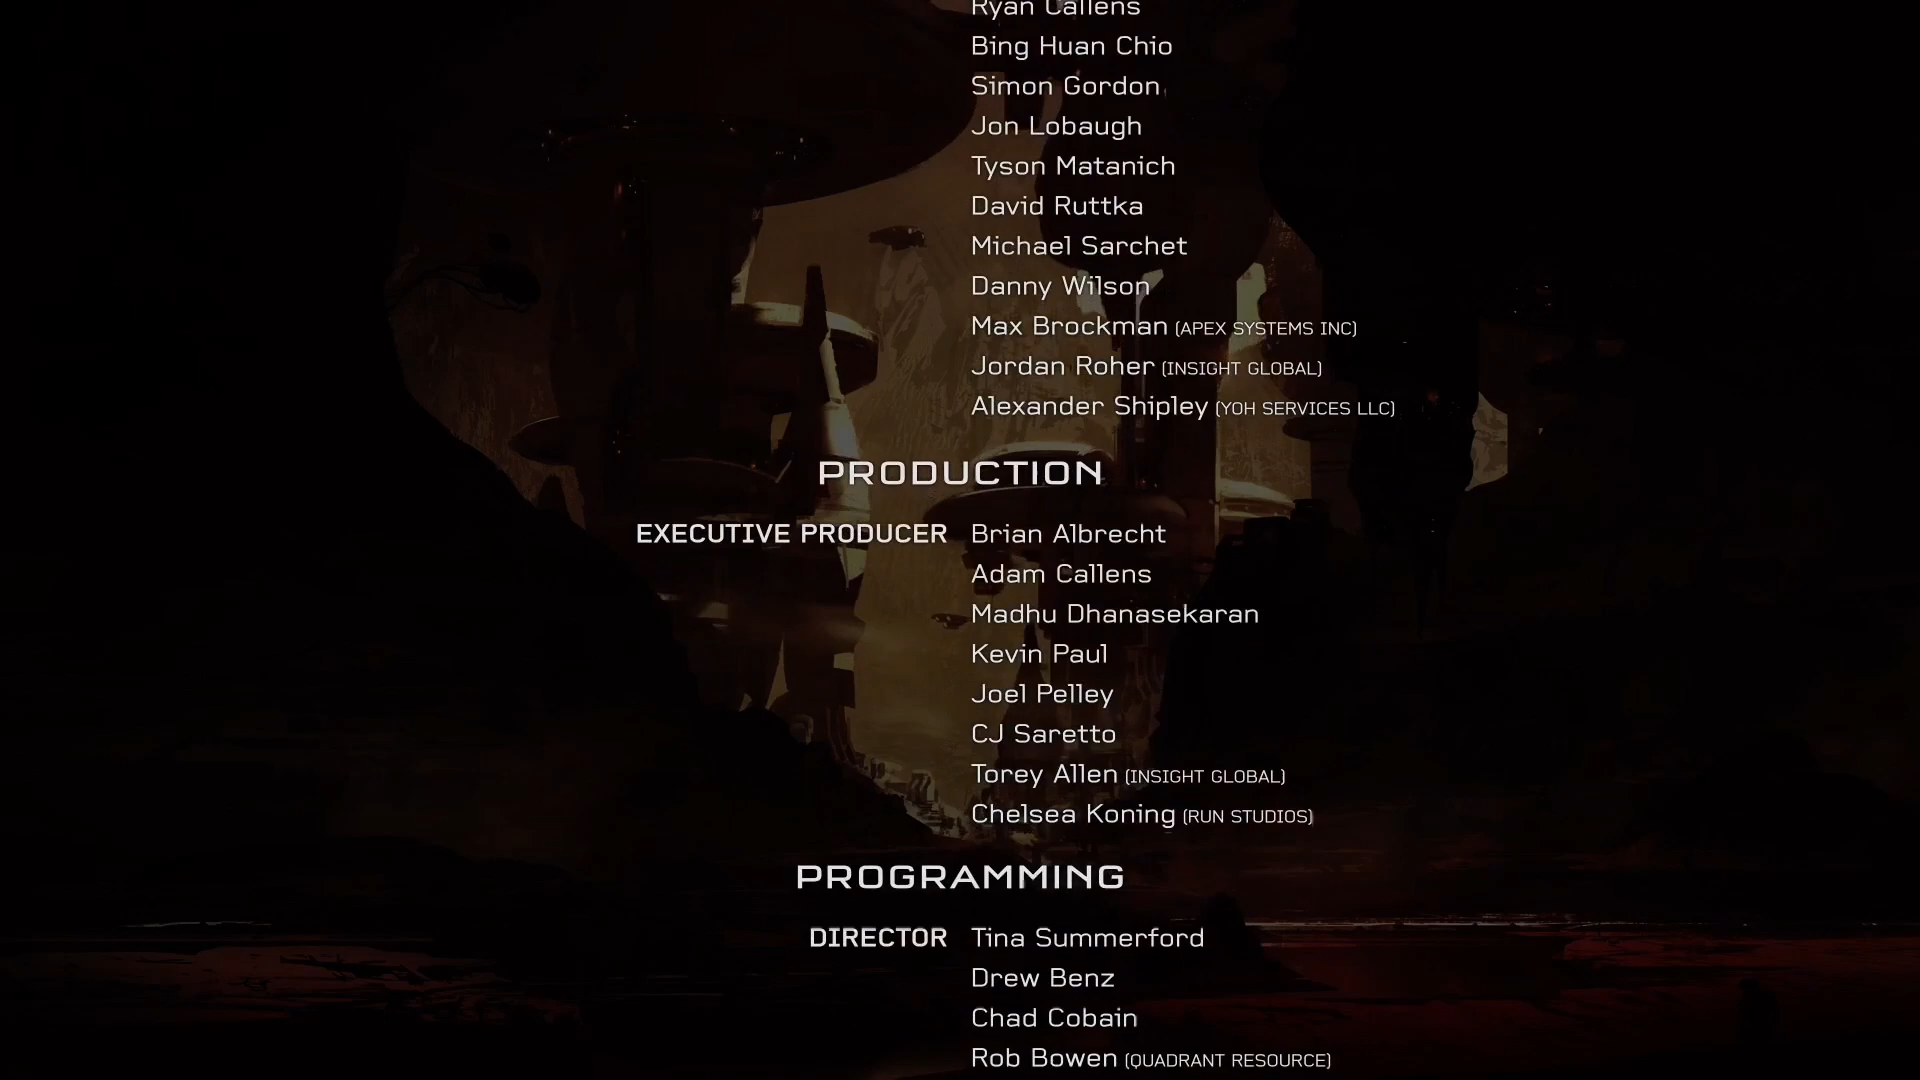 Ryan Callens
Bing Huan Chio
Simon Gordon
Jon Lobaugh
Tyson Matanich
David Ruttka
Michael Sarchet
Danny Wilson
Max Brockman (APEX SYSTEMS INC)
Jordan Roher (INSIGHT GLOBAL)
Alexander Shipley (YOH SERVICES LLC)
PRODUCTION
EXECUTIVE PRODUCER Brian Albrecht
Adam Callens
Madhu Dhanasekaran
Kevin Paul
Joel Pelley
CJ Saretto
Torey Allen (INSIGHT GLOBAL)
Chelsea Koning (RUN STUDIOS)
PROGRAMMING
DIRECTOR Tina Summerford
Drew Benz
Chad Cobain
Rob Bowen (QUADRANT RESOURCE)